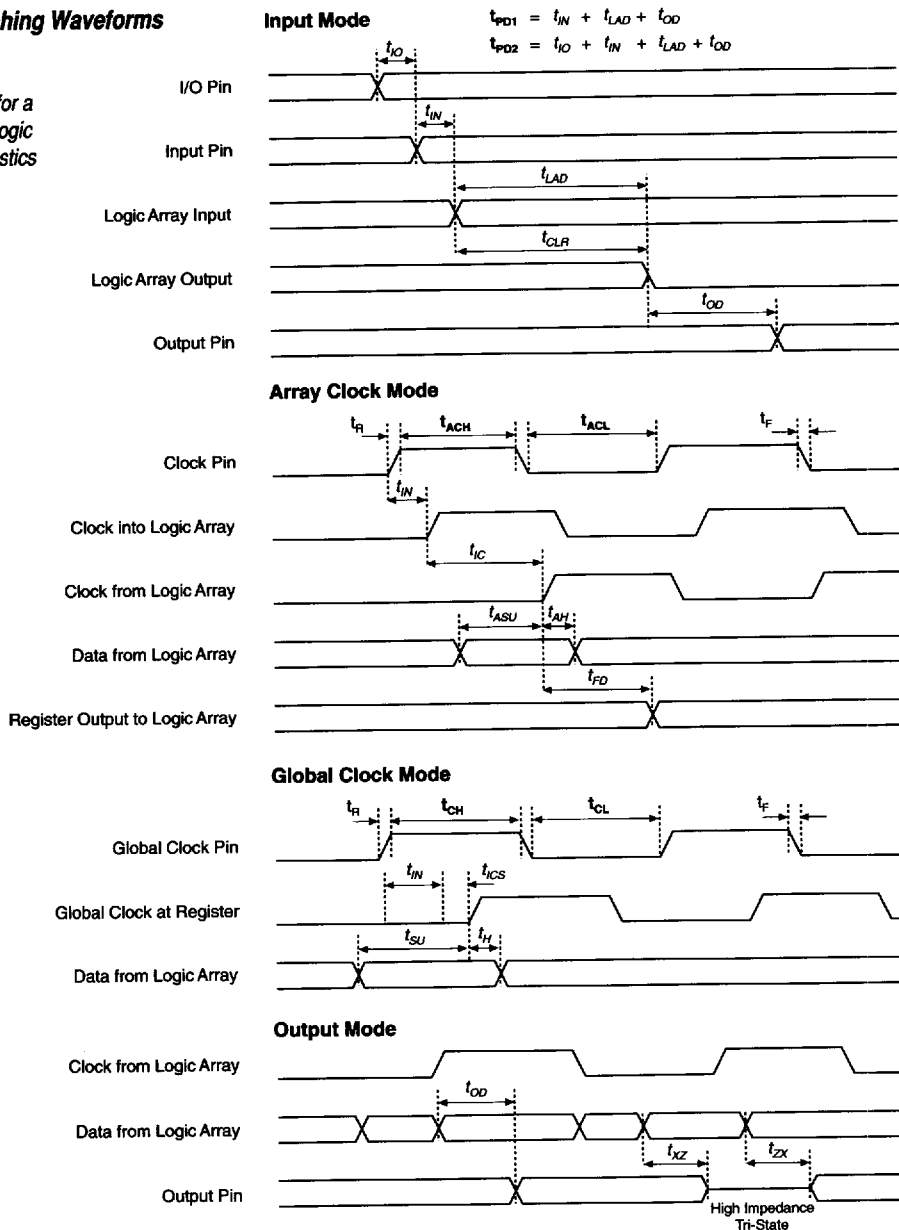 hing Waveforms
for a
ogic
stics
Input Mode
tPD1 = tIN + tLAD + tOD
tPD2 = tIO + tIN + tLAD + tOD
tIO
I/O Pin
tIN
Input Pin
tLAD
Logic Array Input
tCLR
Logic Array Output
tOD
Output Pin
Array Clock Mode
tR tACH tACL tF
Clock Pin
tIN
Clock into Logic Array
tIC
Clock from Logic Array
tASU tAH
Data from Logic Array
tFD
Register Output to Logic Array
Global Clock Mode
tR tCH tCL tF
Global Clock Pin
tIN tICS
Global Clock at Register
tSU tH
Data from Logic Array
Output Mode
Clock from Logic Array
tOD
Data from Logic Array
tXZ tZX
Output Pin
High Impedance
Tri-State